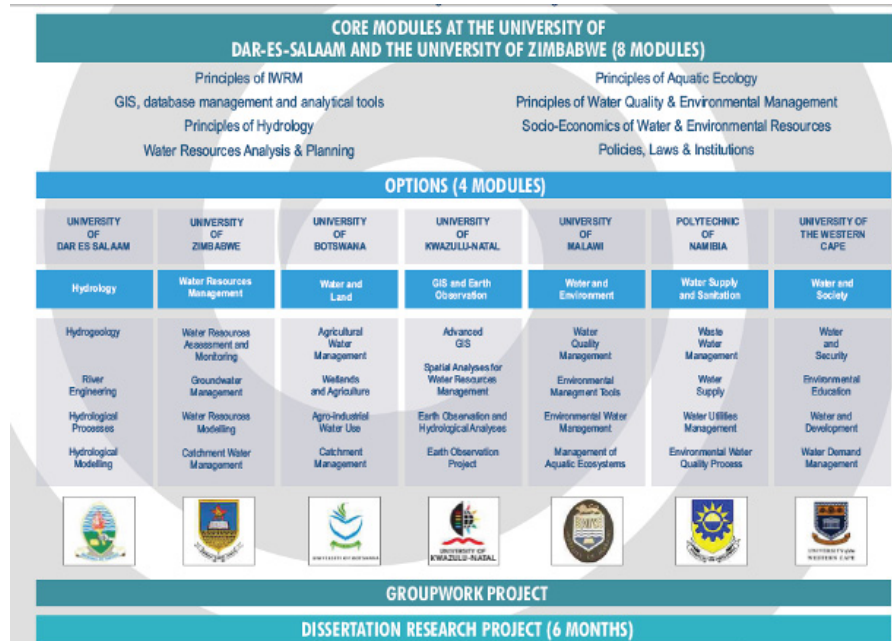 CORE MODULES AT THE UNIVERSITY OF
DAR-ES-SALAAM AND THE UNIVERSITY OF ZIMBABWE (8 MODULES)
Principles of IWRM
GIS, database management and analytical tools
Principles of Hydrology
Water Resources Analysis & Planning
Principles of Aquatic Ecology
Principles of Water Quality & Environmental Management
Socio-Economics of Water & Environmental Resources
Policies, Laws & Institutions
OPTIONS (4 MODULES)
UNIVERSITY
OF
DAR ES SALAAM
Hydrology
Hydrogeology
River
Engineering
Hydrological
Processes
Hydrological
Modelling
UNIVERSITY
OF
ZIMBABWE
Water Resources
Management
Water Resources
Assessment and
Monitoring
Groundwater
Management
Water Resources
Modelling
Catchment Water
Management
UNIVERSITY
OF
BOTSWANA
Water and
Land
Agricultural
Water
Management
Wetlands
and Agriculture
Agro-industrial
Water Use
Catchment
Management
UNIVERSITY OF BOTSWANA
UNIVERSITY
OF
KWAZULU-NATAL
GIS and Earth
Observation
Advanced
GIS
Spatial Analyses for
Water Resources
Management
Earth Observation and
Hydrological Analyses
Earth Observation
Project
UNIVERSITY OF
KWAZULU-NATAL
UNIVERSITY
OF
MALAWI
Water and
Environment
Water
Quality
Management
Environmental
Managment Tools
Environmental Water
Management
Management of
Aquatic Ecosystems
POLYTECHNIC
OF
NAMIBIA
Water Supply
and Sanitation
Waste
Water
Management
Water
Supply
Water Utilities
Management
Environmental Water
Quality Process
UNIVERSITY OF
THE WESTERN
CAPE
Water and
Society
Water
and
Security
Environmental
Education
Water and
Development
Water Demand
Management
UNIVERSITY of the
WESTERN CAPE
GROUPWORK PROJECT
DISSERTATION RESEARCH PROJECT (6 MONTHS)